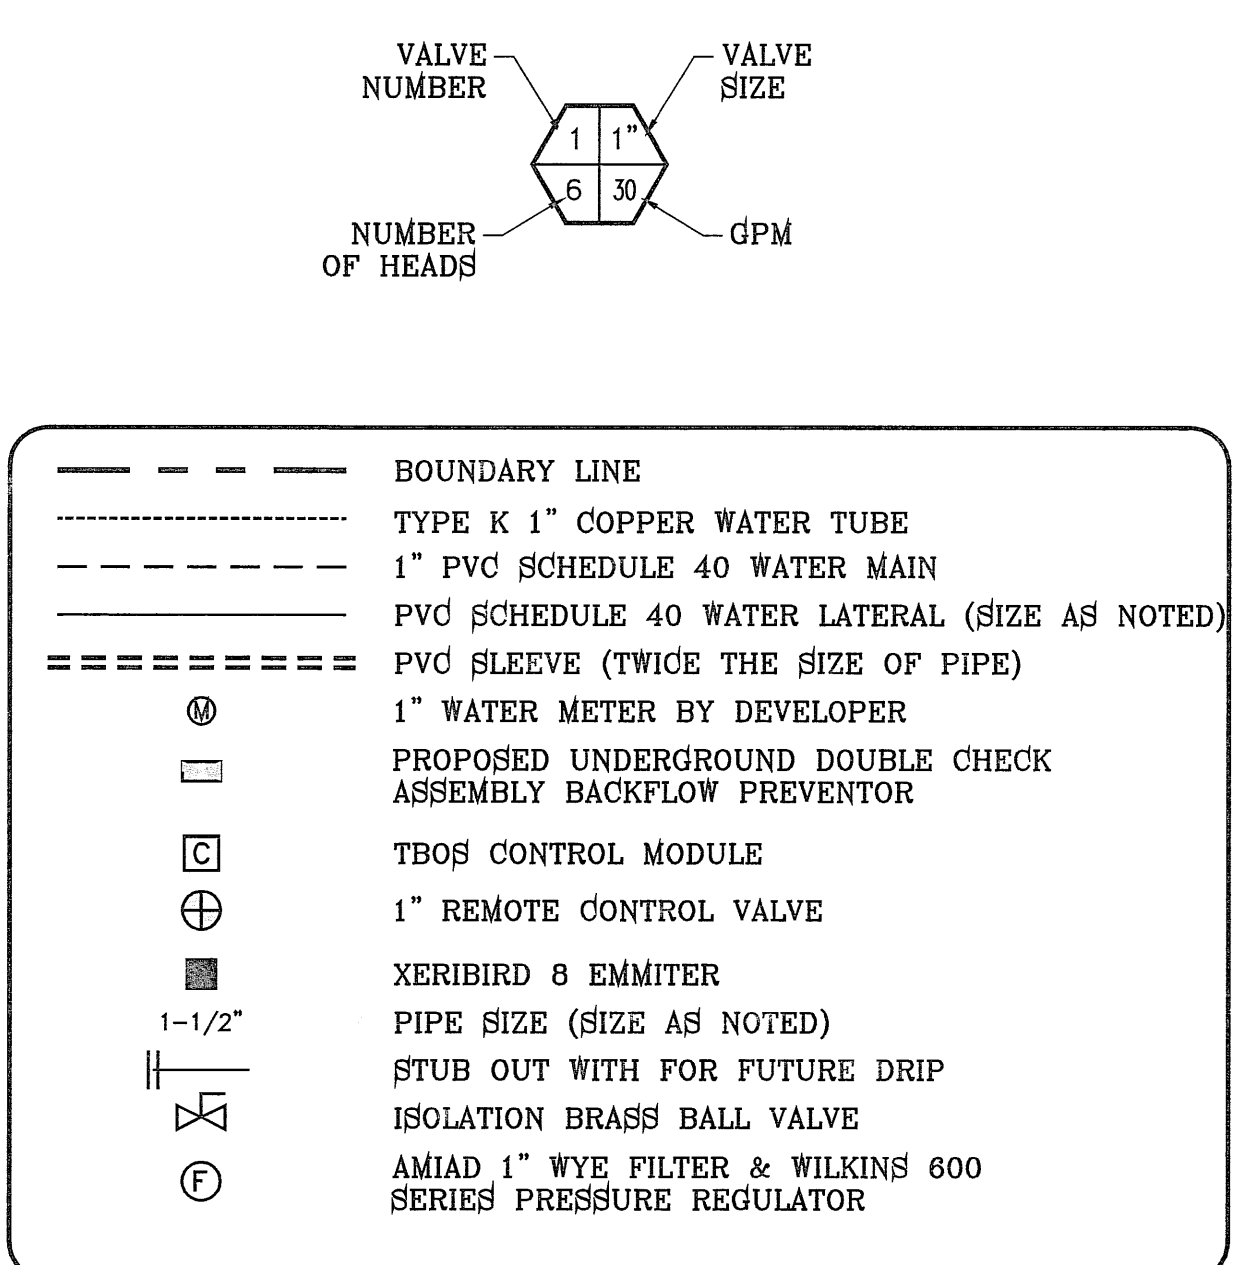 VALVE
NUMBER
VALVE
SIZE
1
1"
6
30
NUMBER
OF HEADS
GPM
BOUNDARY LINE
TYPE K 1" COPPER WATER TUBE
1" PVC SCHEDULE 40 WATER MAIN
PVC SCHEDULE 40 WATER LATERAL (SIZE AS NOTED)
PVC SLEEVE (TWICE THE SIZE OF PIPE)
M 1" WATER METER BY DEVELOPER
PROPOSED UNDERGROUND DOUBLE CHECK
ASSEMBLY BACKFLOW PREVENTOR
C TBOS CONTROL MODULE
1" REMOTE CONTROL VALVE
XERIBIRD 8 EMMITER
1-1/2" PIPE SIZE (SIZE AS NOTED)
STUB OUT WITH FOR FUTURE DRIP
ISOLATION BRASS BALL VALVE
F AMIAD 1" WYE FILTER & WILKINS 600
SERIES PRESSURE REGULATOR